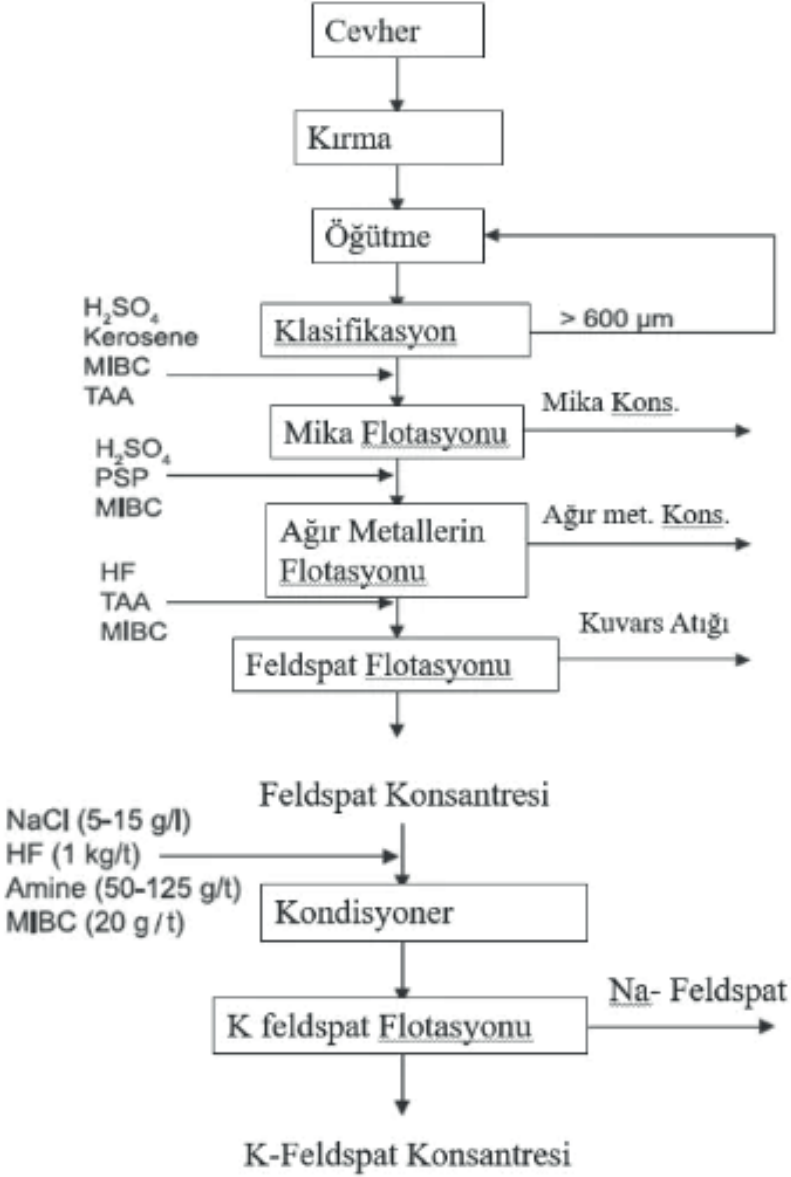 Cevher
Kırma
Öğütme
H₂SO₄
Kerosene
MIBC
TAA
Klasifikasyon
> 600 µm
Mika Flotasyonu
Mika Kons.
H₂SO₄
PSP
MIBC
Ağır Metallerin
Flotasyonu
Ağır met. Kons.
HF
TAA
MIBC
Feldspat Flotasyonu
Kuvars Atığı
Feldspat Konsantresi
NaCl (5-15 g/l)
HF (1 kg/t)
Amine (50-125 g/t)
MIBC (20 g/t)
Kondisyoner
K feldspat Flotasyonu
Na- Feldspat
K-Feldspat Konsantresi